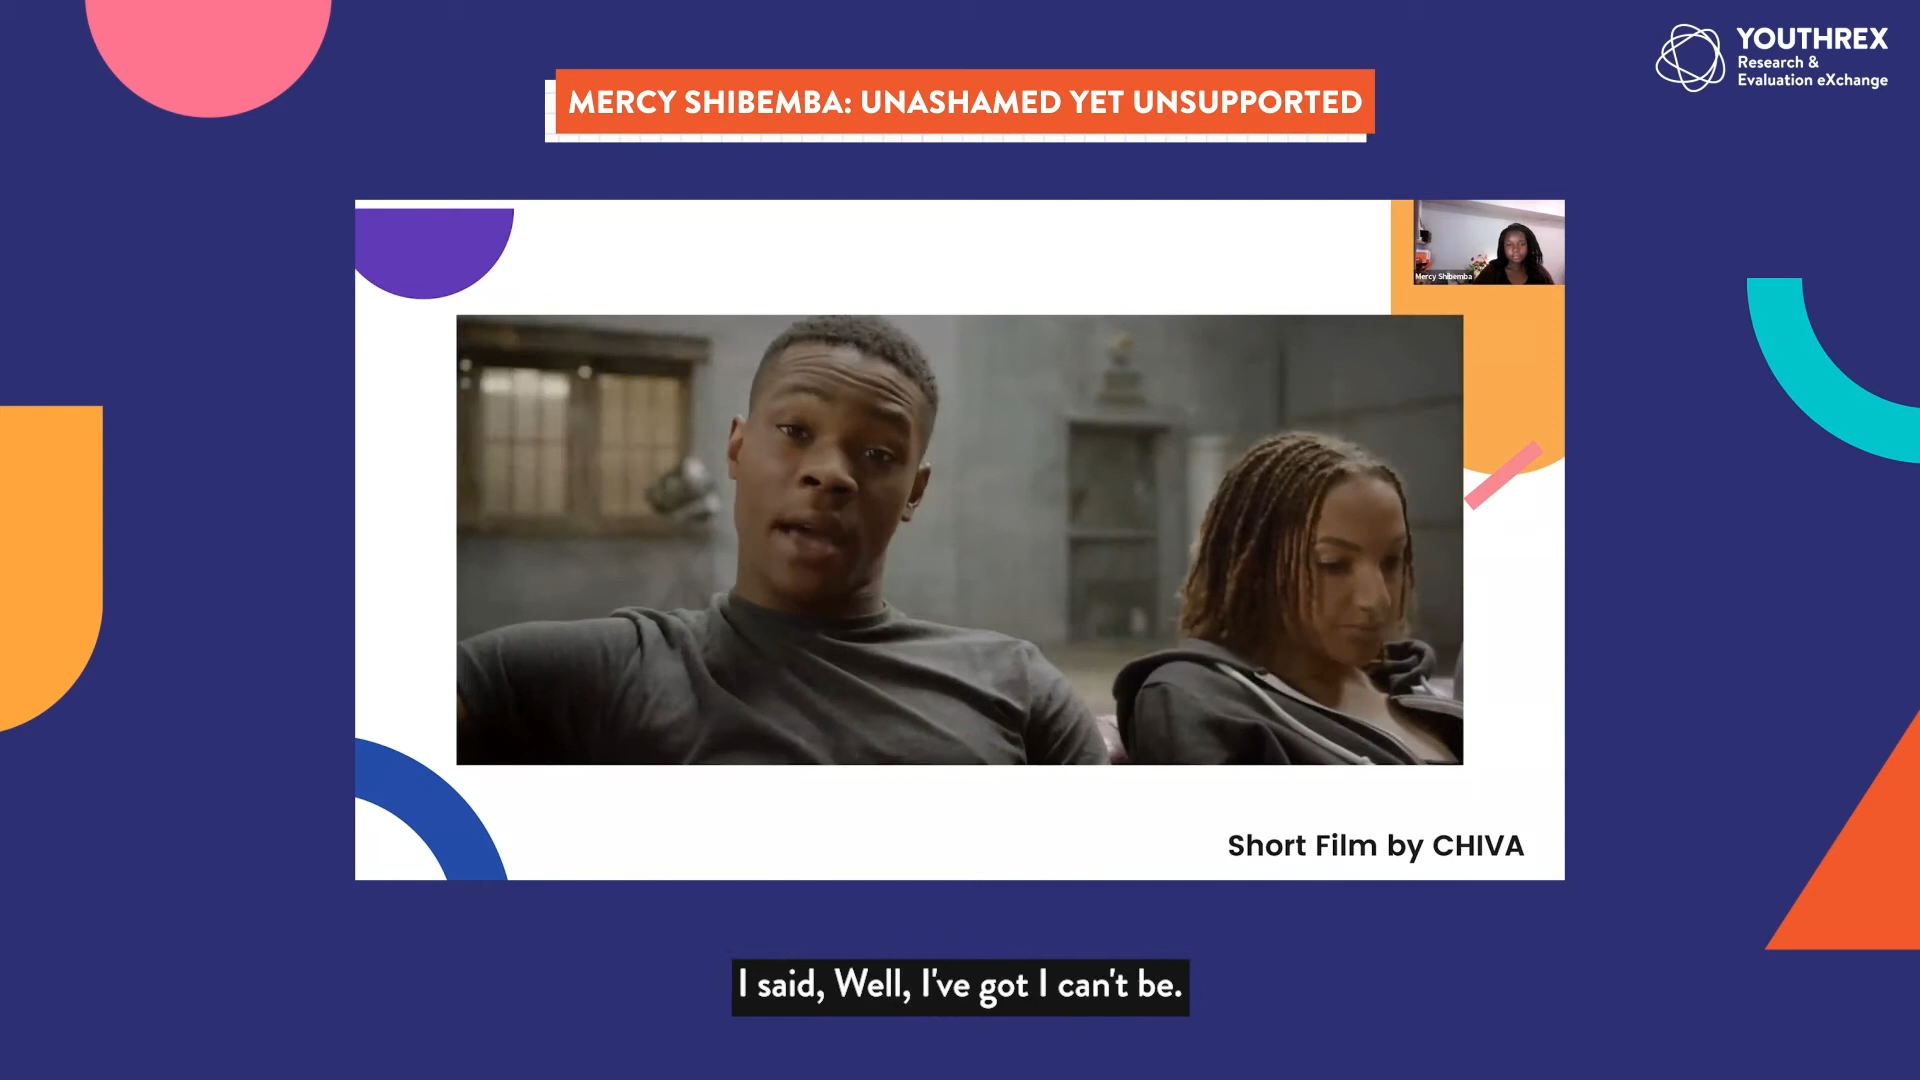 YOUTHREX
Research &
Evaluation eXchange
MERCY SHIBEMBA: UNASHAMED YET UNSUPPORTED
Mercy Shibemba
Short Film by CHIVA
I said, Well, I've got I can't be.